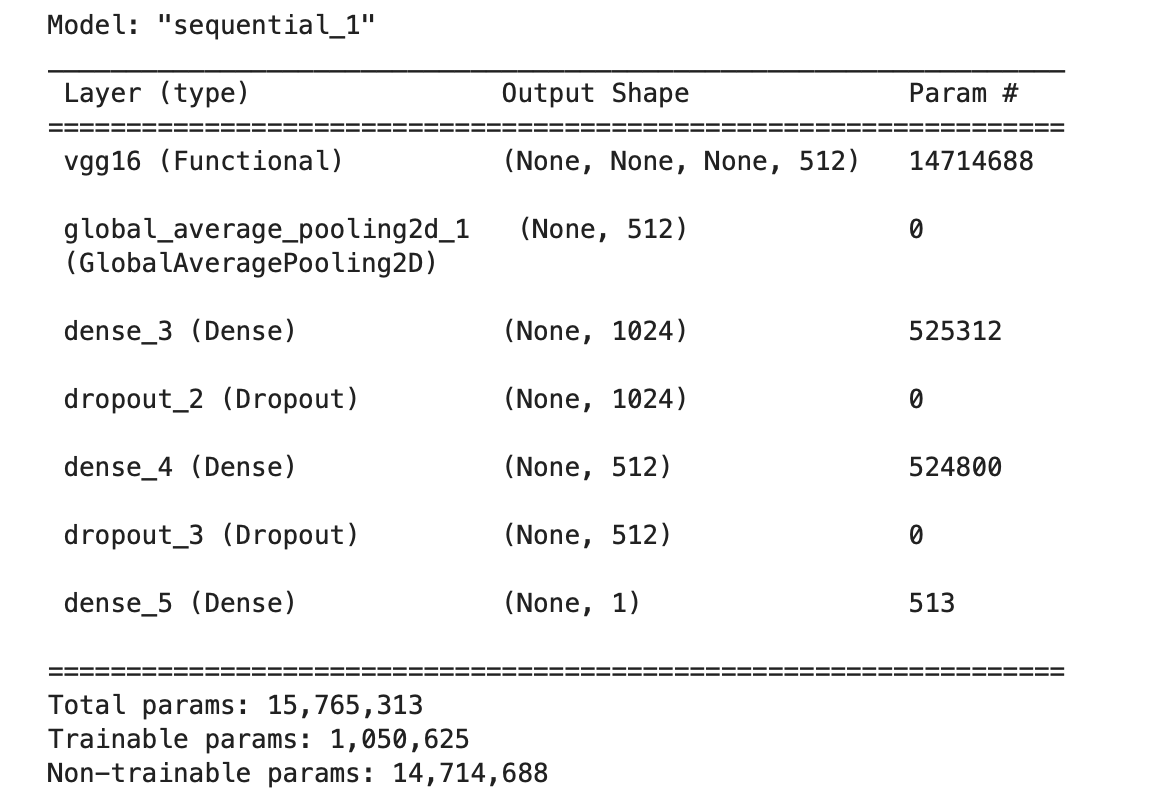 Model: "sequential_1"
_________________________________________________________________
Layer (type) Output Shape Param #
=================================================================
vgg16 (Functional) (None, None, None, 512) 14714688
global_average_pooling2d_1 (None, 512) 0
(GlobalAveragePooling2D)
dense_3 (Dense) (None, 1024) 525312
dropout_2 (Dropout) (None, 1024) 0
dense_4 (Dense) (None, 512) 524800
dropout_3 (Dropout) (None, 512) 0
dense_5 (Dense) (None, 1) 513
=================================================================
Total params: 15,765,313
Trainable params: 1,050,625
Non-trainable params: 14,714,688